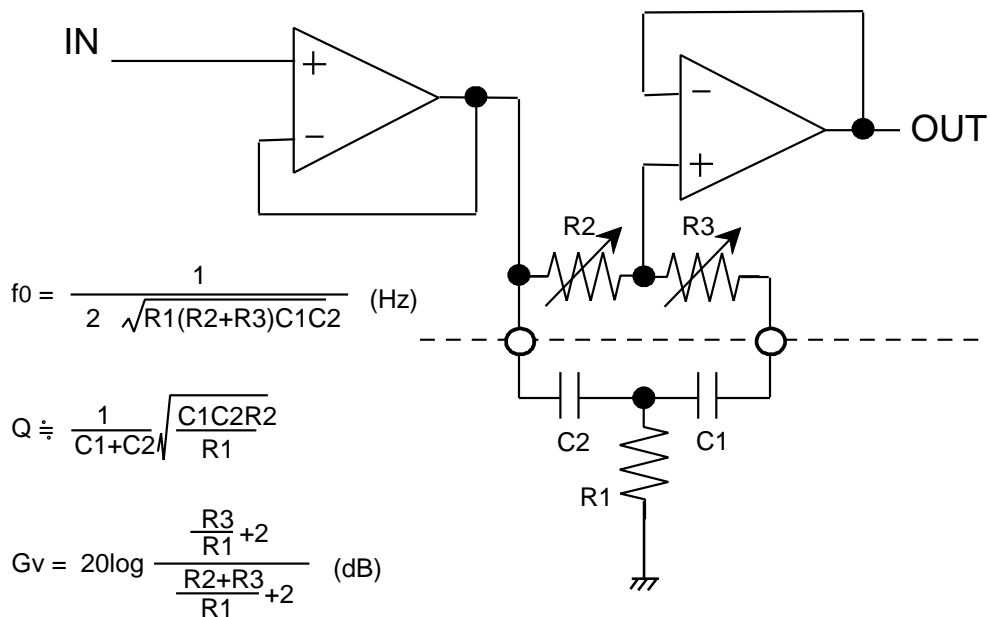 IN
+
−
−
+
OUT
R2 R3
f0 = 1 / 2 √R1(R2+R3)C1C2 (Hz)
C2 C1
R1
Q ≒ 1 / C1+C2 √C1C2R2 / R1
Gv = 20log R3 / R1 +2 / R2+R3 / R1 +2 (dB)